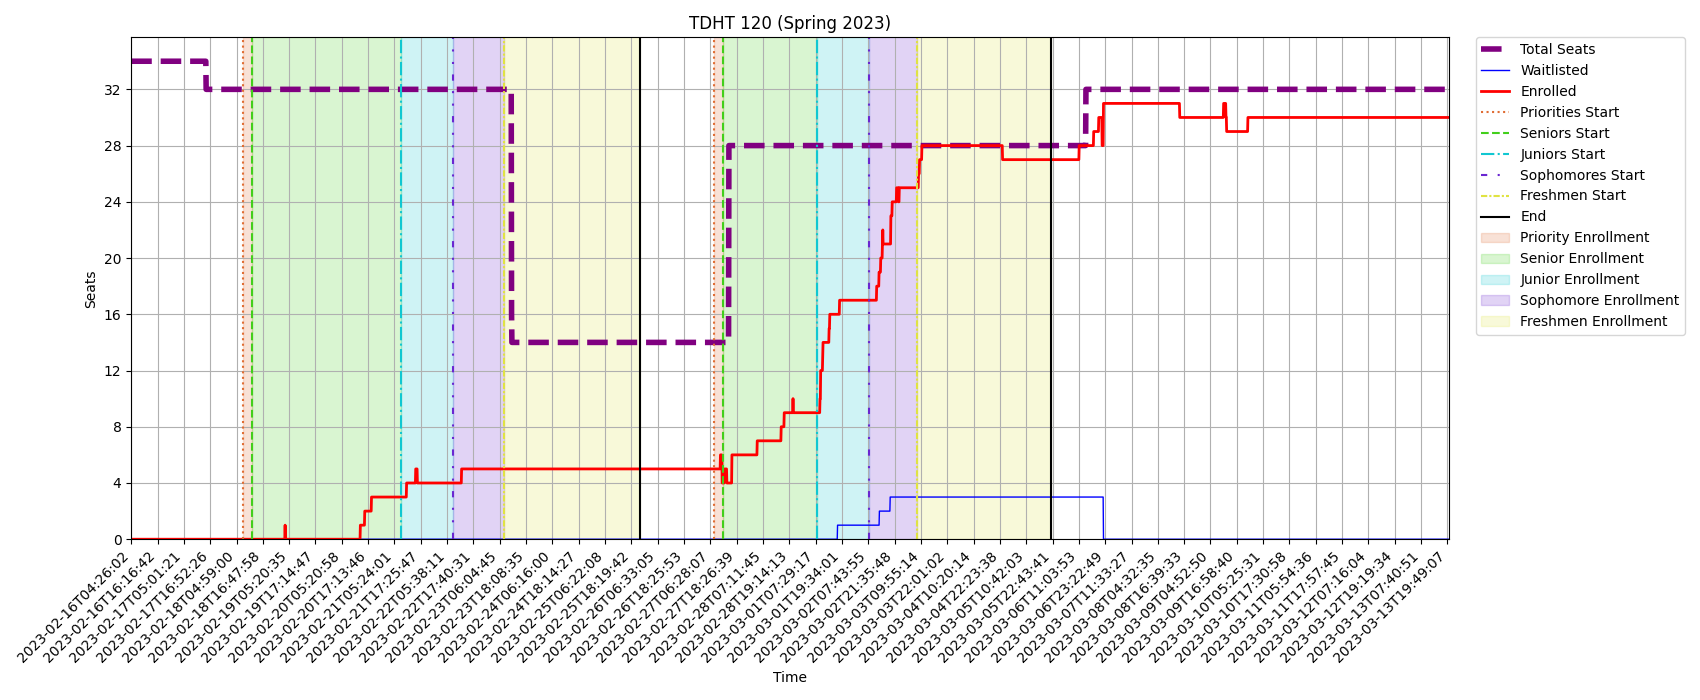 TDHT 120 (Spring 2023)
Seats
32
28
24
20
16
12
8
4
0
2023-02-16T04:26:02
2023-02-16T16:16:42
2023-02-17T05:01:21
2023-02-17T16:52:26
2023-02-18T04:59:00
2023-02-18T16:47:58
2023-02-19T05:20:35
2023-02-19T17:14:47
2023-02-20T05:20:58
2023-02-20T17:13:46
2023-02-21T05:24:01
2023-02-21T17:25:47
2023-02-22T05:38:11
2023-02-22T17:40:31
2023-02-23T06:04:45
2023-02-23T18:08:35
2023-02-24T06:16:00
2023-02-24T18:14:27
2023-02-25T06:22:08
2023-02-25T18:19:42
2023-02-26T06:33:05
2023-02-26T18:25:53
2023-02-27T06:28:07
2023-02-27T18:26:39
2023-02-28T07:11:45
2023-02-28T19:14:13
2023-03-01T07:29:17
2023-03-01T19:34:01
2023-03-02T07:43:55
2023-03-02T21:35:48
2023-03-03T09:55:14
2023-03-03T22:01:02
2023-03-04T10:20:14
2023-03-04T22:23:38
2023-03-05T10:42:03
2023-03-05T22:43:41
2023-03-06T11:03:53
2023-03-06T23:22:49
2023-03-07T11:33:27
2023-03-08T04:32:35
2023-03-08T16:39:33
2023-03-09T04:52:50
2023-03-09T16:58:40
2023-03-10T05:25:31
2023-03-10T17:30:58
2023-03-11T05:54:36
2023-03-11T17:57:45
2023-03-12T07:16:04
2023-03-12T19:19:34
2023-03-13T07:40:51
2023-03-13T19:49:07
Time
Total Seats
Waitlisted
Enrolled
Priorities Start
Seniors Start
Juniors Start
Sophomores Start
Freshmen Start
End
Priority Enrollment
Senior Enrollment
Junior Enrollment
Sophomore Enrollment
Freshmen Enrollment